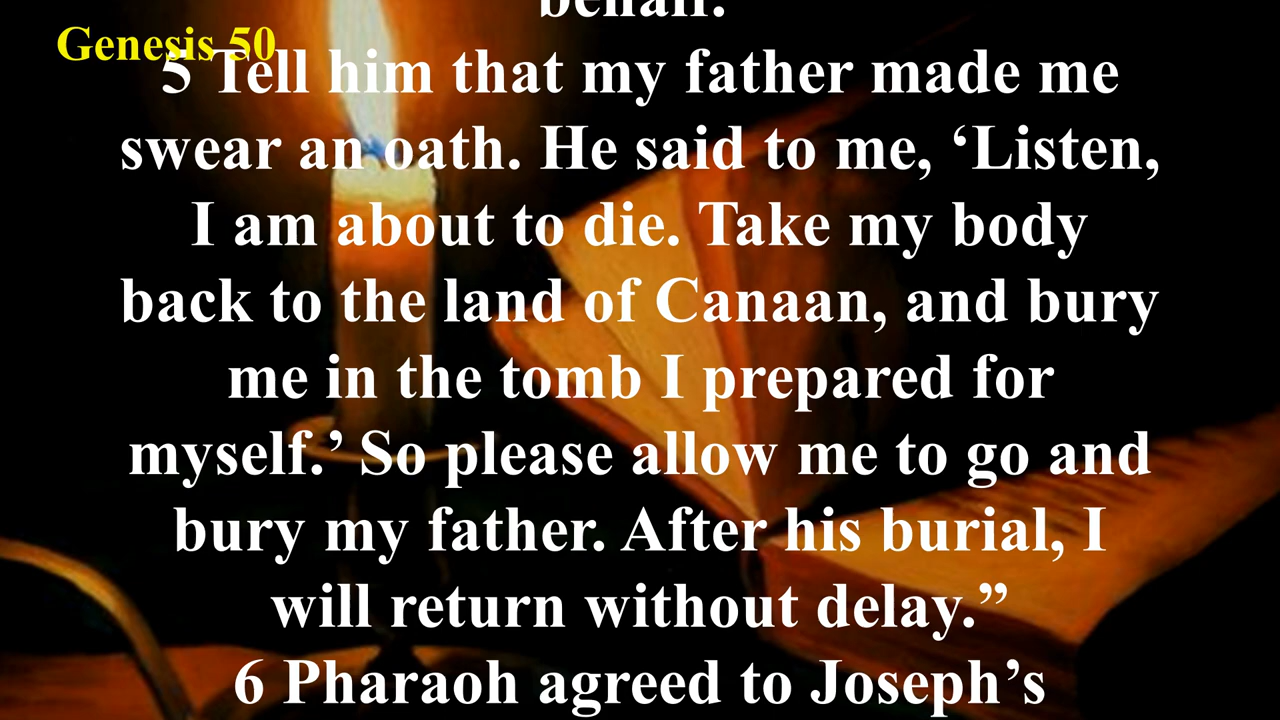 behalf.
Genesis 50
5 Tell him that my father made me
swear an oath. He said to me, ‘Listen,
I am about to die. Take my body
back to the land of Canaan, and bury
me in the tomb I prepared for
myself.’ So please allow me to go and
bury my father. After his burial, I
will return without delay.”
6 Pharaoh agreed to Joseph’s